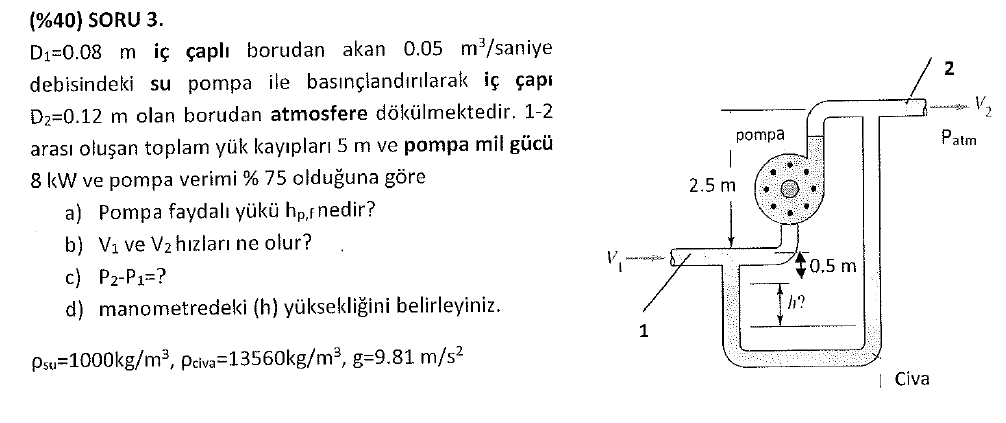 (%40) SORU 3.
D₁=0.08 m iç çaplı borudan akan 0.05 m³/saniye
debisindeki su pompa ile basınçlandırılarak iç çapı
D₂=0.12 m olan borudan atmosfere dökülmektedir. 1-2
arası oluşan toplam yük kayıpları 5 m ve pompa mil gücü
8 kW ve pompa verimi % 75 olduğuna göre
a) Pompa faydalı yükü hp,f nedir?
b) V₁ ve V₂ hızları ne olur?
c) P₂-P₁=?
d) manometredeki (h) yüksekliğini belirleyiniz.
ρsu=1000kg/m³, ρciva=13560kg/m³, g=9.81 m/s²
2
V₂
Patm
pompa
2.5 m
V₁
0.5 m
h?
1
Civa